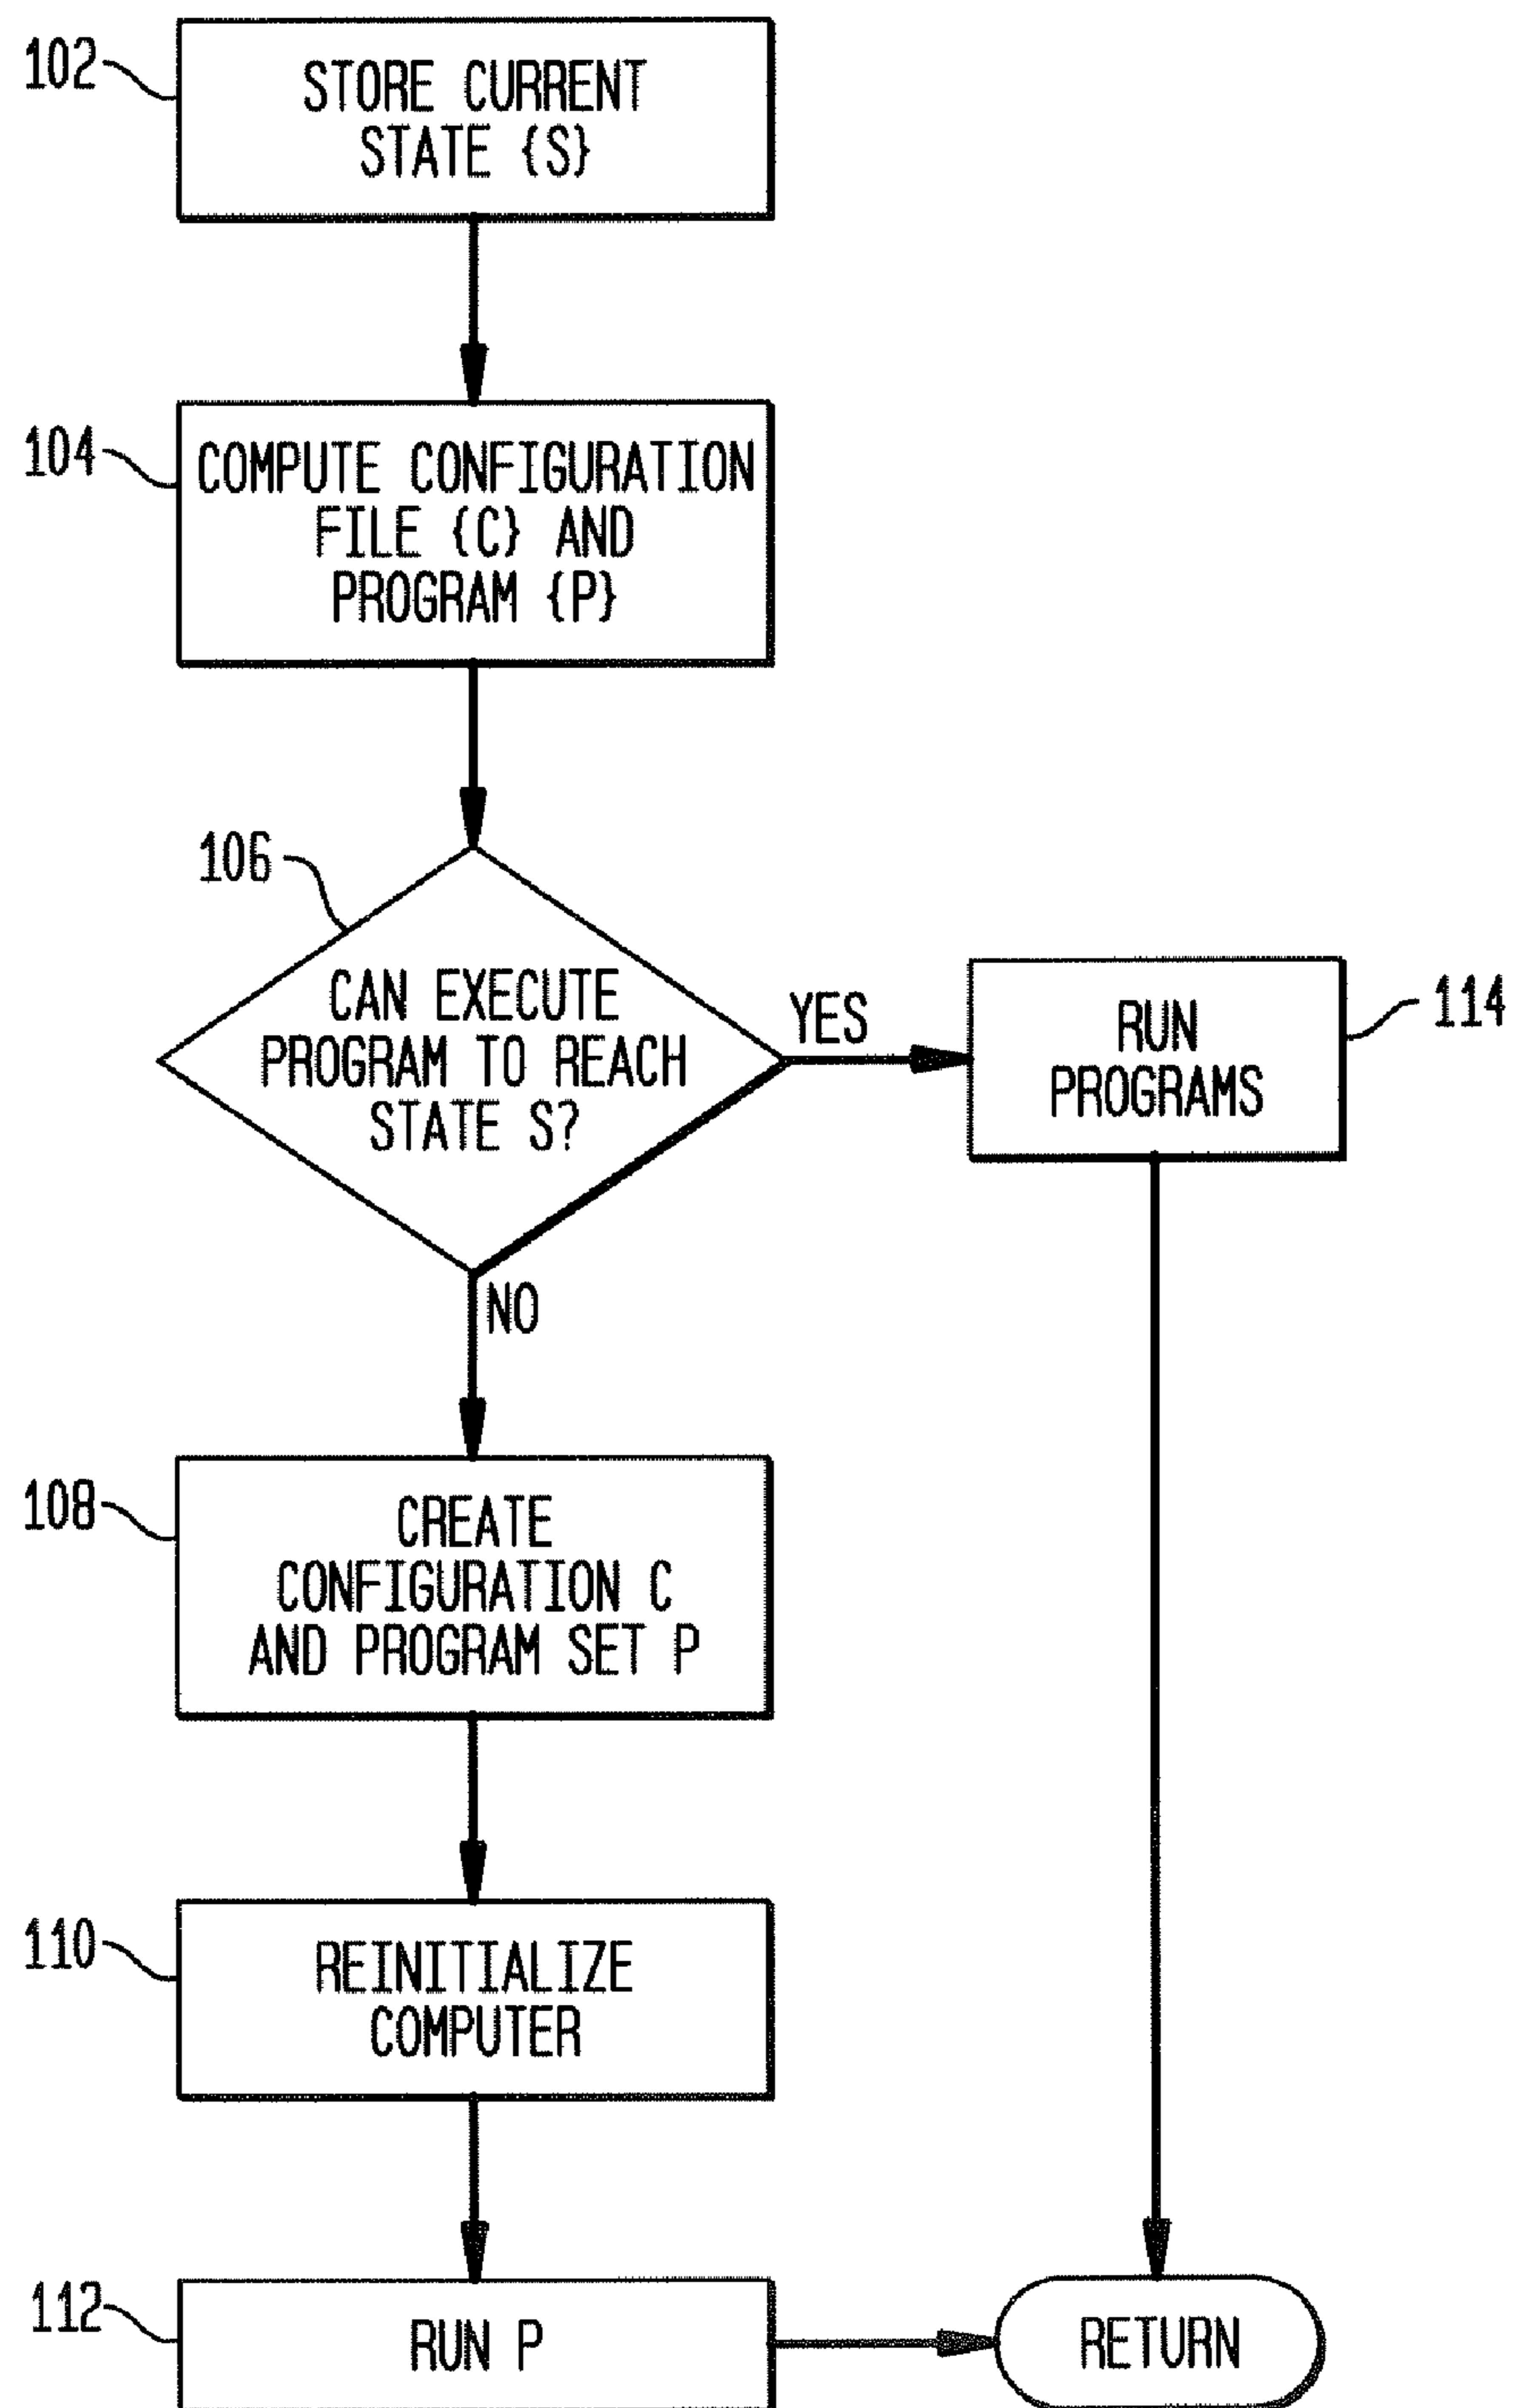 102
STORE CURRENT
STATE {S}
104
COMPUTE CONFIGURATION
FILE {C} AND
PROGRAM {P}
106
CAN EXECUTE
PROGRAM TO REACH
STATE S?
YES
RUN
PROGRAMS
114
NO
108
CREATE
CONFIGURATION C
AND PROGRAM SET P
110
REINITIALIZE
COMPUTER
112
RUN P
RETURN